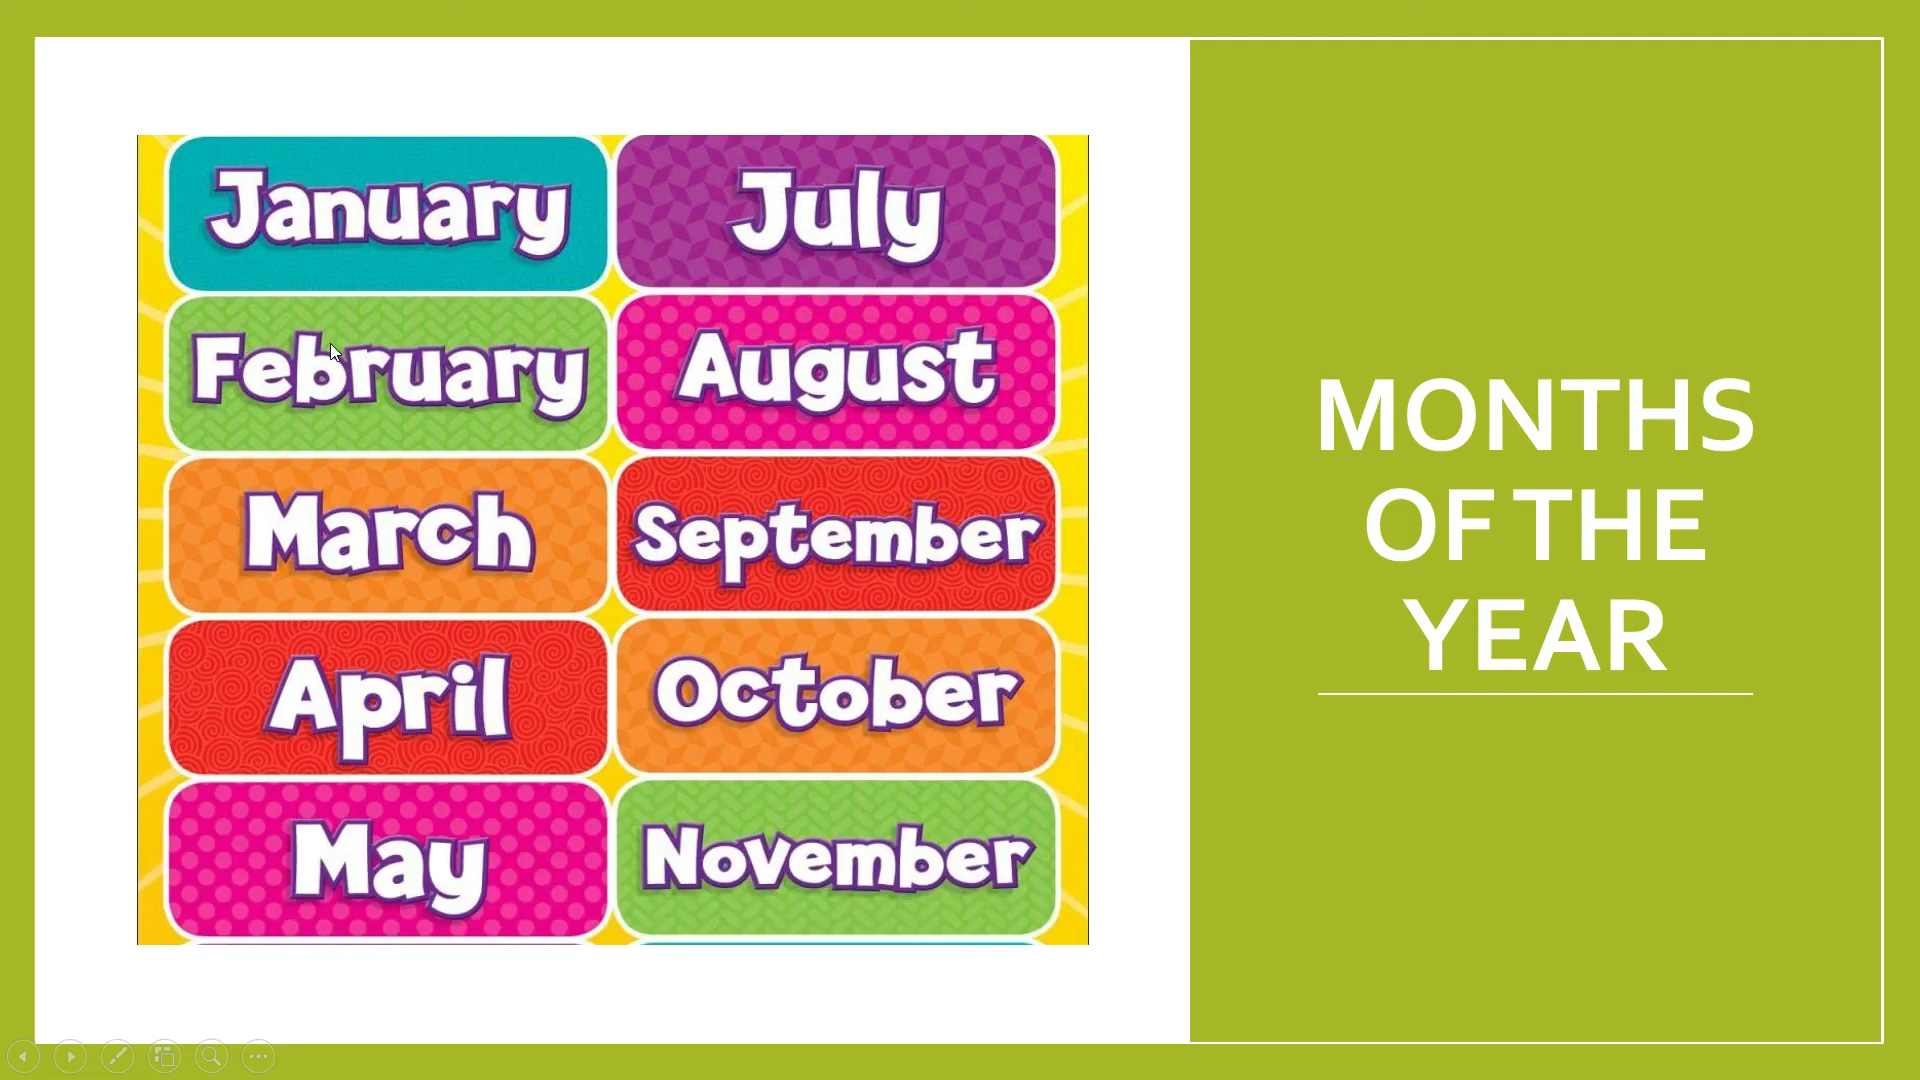 January
February
March
April
May
July
August
September
October
November
MONTHS
OF THE
YEAR